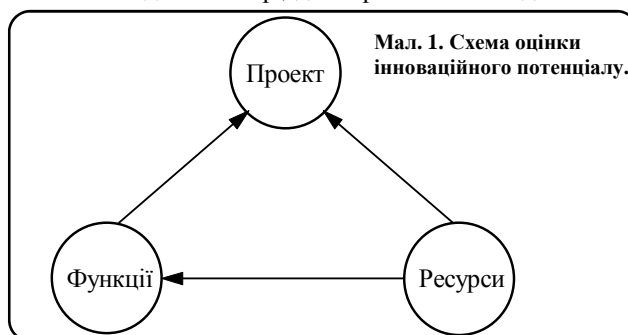 Мал. 1. Схема оцінки
інноваційного потенціалу.
Проект
Функції
Ресурси